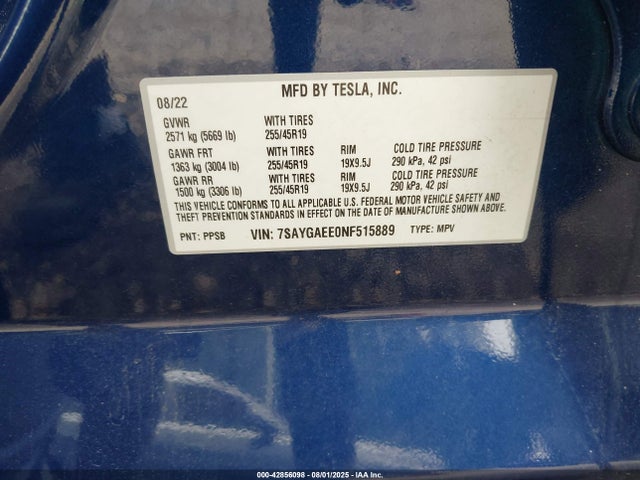 MFD BY TESLA, INC.
08/22
GVWR WITH TIRES
2571 kg (5669 lb) 255/45R19
GAWR FRT WITH TIRES RIM COLD TIRE PRESSURE
1363 kg (3004 lb) 255/45R19 19X9.5J 290 kPa, 42 psi
GAWR RR WITH TIRES RIM COLD TIRE PRESSURE
1500 kg (3306 lb) 255/45R19 19X9.5J 290 kPa, 42 psi
THIS VEHICLE CONFORMS TO ALL APPLICABLE U.S. FEDERAL MOTOR VEHICLE SAFETY AND
THEFT PREVENTION STANDARDS IN EFFECT ON THE DATE OF MANUFACTURE SHOWN ABOVE.
PNT: PPSB VIN: 7SAYGAEE0NF515889 TYPE: MPV
000-42856098 - 08/01/2025 - IAA Inc.